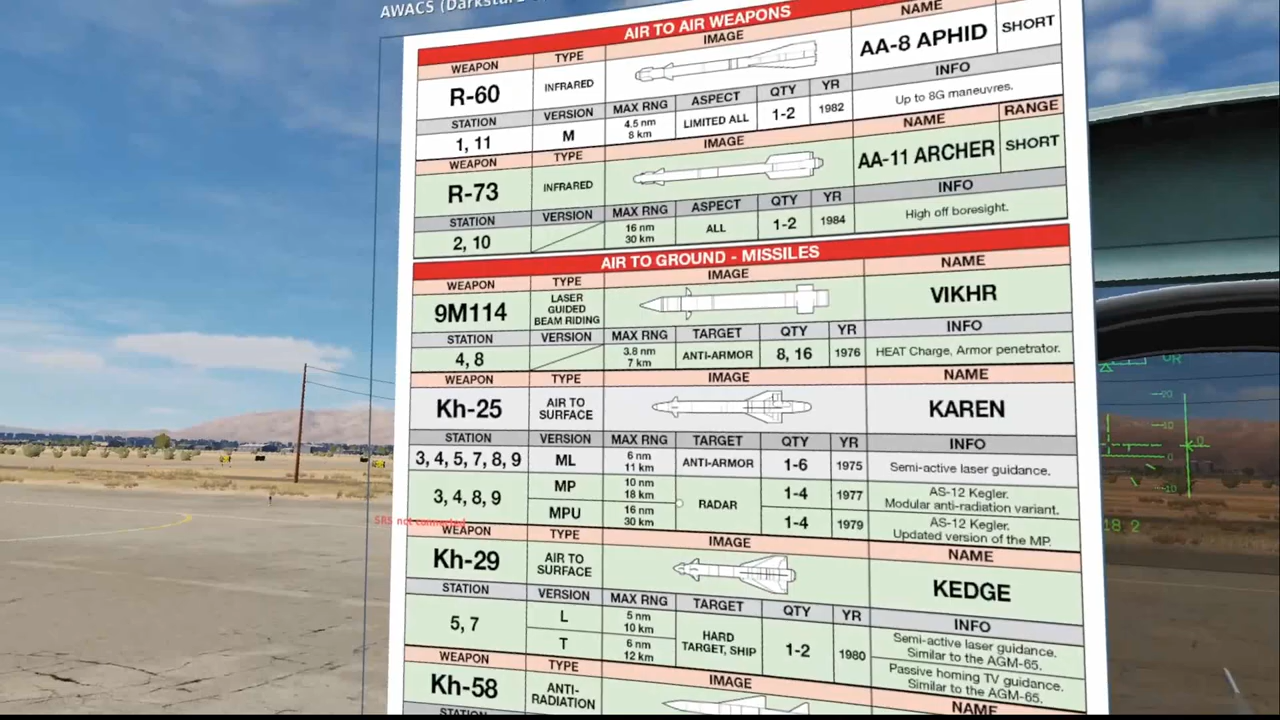 AWACS (Darkstar
AIR TO AIR WEAPONS
WEAPON TYPE IMAGE NAME
R-60 INFRARED AA-8 APHID SHORT
STATION VERSION MAX RNG ASPECT QTY YR INFO
1, 11 M 4.5 nm 8 km LIMITED ALL 1-2 1982 Up to 8G maneuvres.
WEAPON TYPE IMAGE NAME RANGE
R-73 INFRARED AA-11 ARCHER SHORT
STATION VERSION MAX RNG ASPECT QTY YR INFO
2, 10 16 nm 30 km ALL 1-2 1984 High off boresight.
AIR TO GROUND - MISSILES
WEAPON TYPE IMAGE NAME
9M114 LASER GUIDED BEAM RIDING VIKHR
STATION VERSION MAX RNG TARGET QTY YR INFO
4, 8 3.8 nm 7 km ANTI-ARMOR 8, 16 1976 HEAT Charge, Armor penetrator.
WEAPON TYPE IMAGE NAME
Kh-25 AIR TO SURFACE KAREN
STATION VERSION MAX RNG TARGET QTY YR INFO
3, 4, 5, 7, 8, 9 ML 6 nm 11 km ANTI-ARMOR 1-6 1975 Semi-active laser guidance.
3, 4, 8, 9 MP 10 nm 18 km RADAR 1-4 1977 AS-12 Kegler. Modular anti-radiation variant.
MPU 16 nm 30 km 1-4 1979 AS-12 Kegler. Updated version of the MP.
SRS not connected
WEAPON TYPE IMAGE NAME
Kh-29 AIR TO SURFACE KEDGE
STATION VERSION MAX RNG TARGET QTY YR INFO
5, 7 L 5 nm 10 km HARD TARGET, SHIP 1-2 1980 Semi-active laser guidance. Similar to the AGM-65.
T 6 nm 12 km Passive homing TV guidance. Similar to the AGM-65.
WEAPON TYPE IMAGE NAME
Kh-58 ANTI-RADIATION
STATION